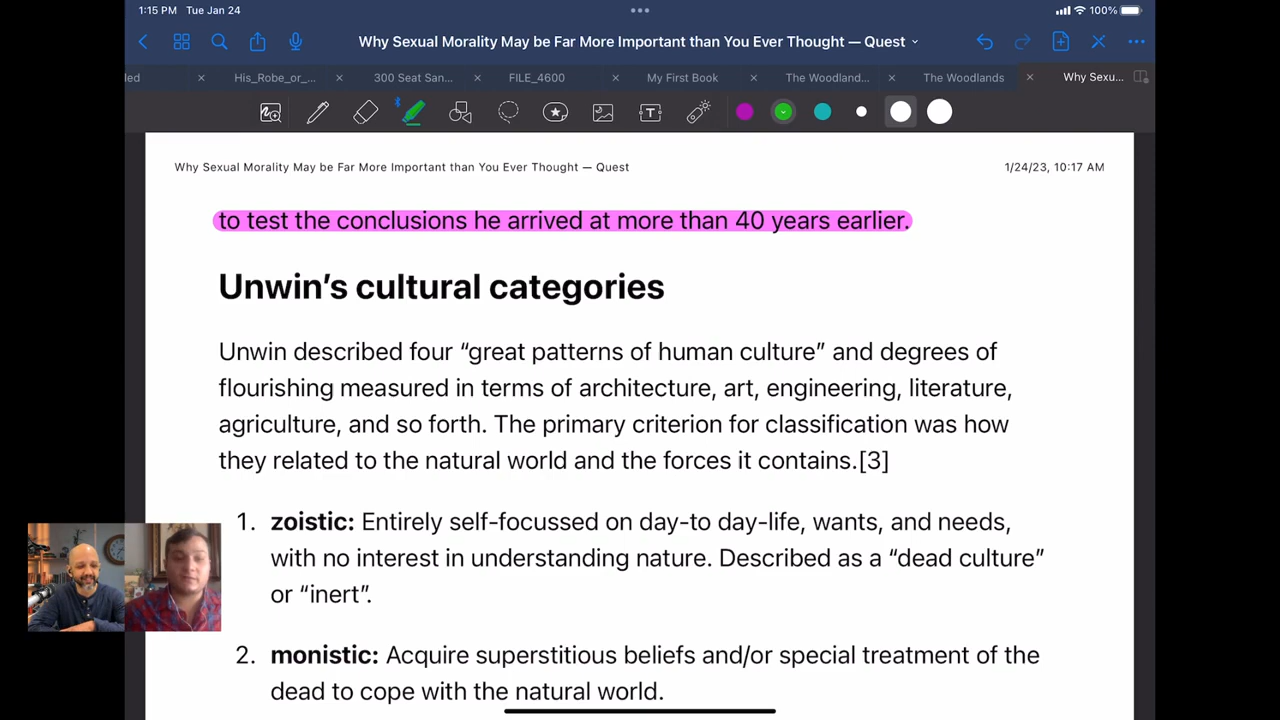 1:15 PM Tue Jan 24
100%
Why Sexual Morality May be Far More Important than You Ever Thought — Quest
led
His_Robe_or_...
300 Seat San...
FILE_4600
My First Book
The Woodland...
The Woodlands
Why Sexu...
Why Sexual Morality May be Far More Important than You Ever Thought — Quest
1/24/23, 10:17 AM
to test the conclusions he arrived at more than 40 years earlier.
Unwin’s cultural categories
Unwin described four “great patterns of human culture” and degrees of
flourishing measured in terms of architecture, art, engineering, literature,
agriculture, and so forth. The primary criterion for classification was how
they related to the natural world and the forces it contains.[3]
1. zoistic: Entirely self-focussed on day-to day-life, wants, and needs,
with no interest in understanding nature. Described as a “dead culture”
or “inert”.
2. monistic: Acquire superstitious beliefs and/or special treatment of the
dead to cope with the natural world.